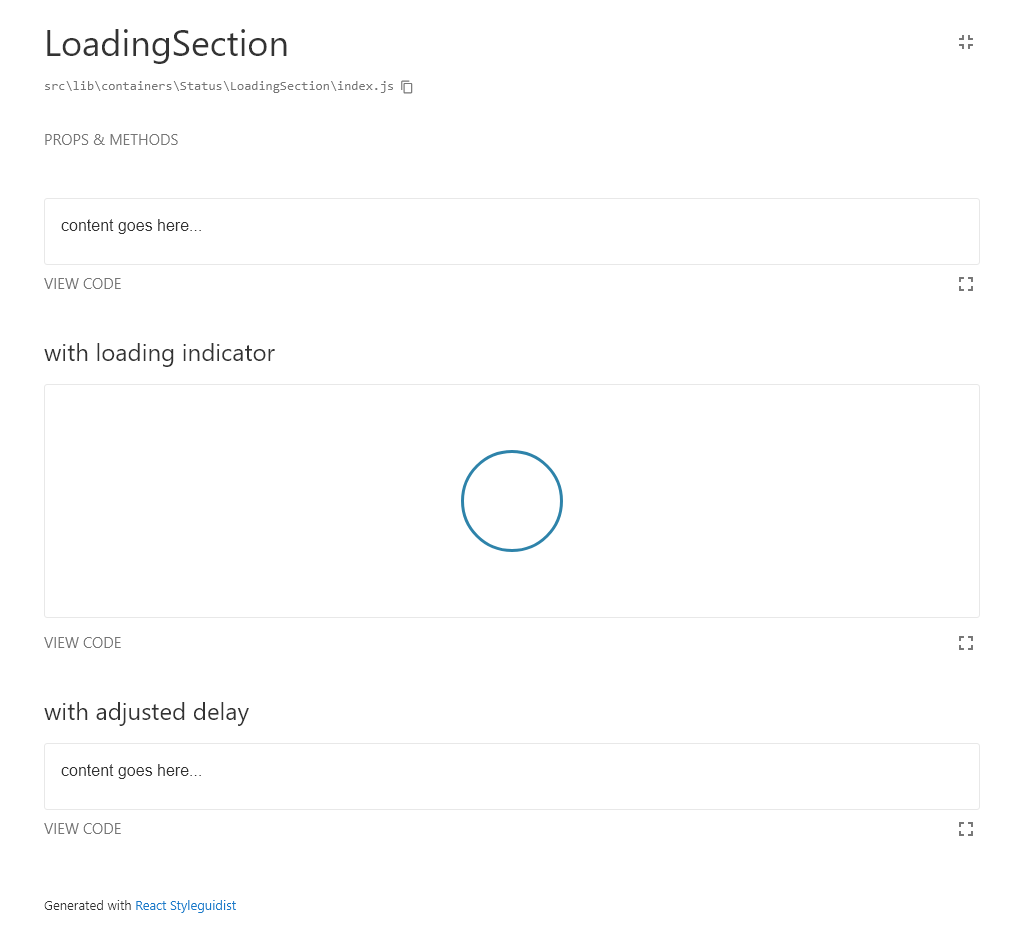 LoadingSection
src\lib\containers\Status\LoadingSection\index.js
PROPS & METHODS
content goes here...
VIEW CODE
with loading indicator
VIEW CODE
with adjusted delay
content goes here...
VIEW CODE
Generated with React Styleguidist